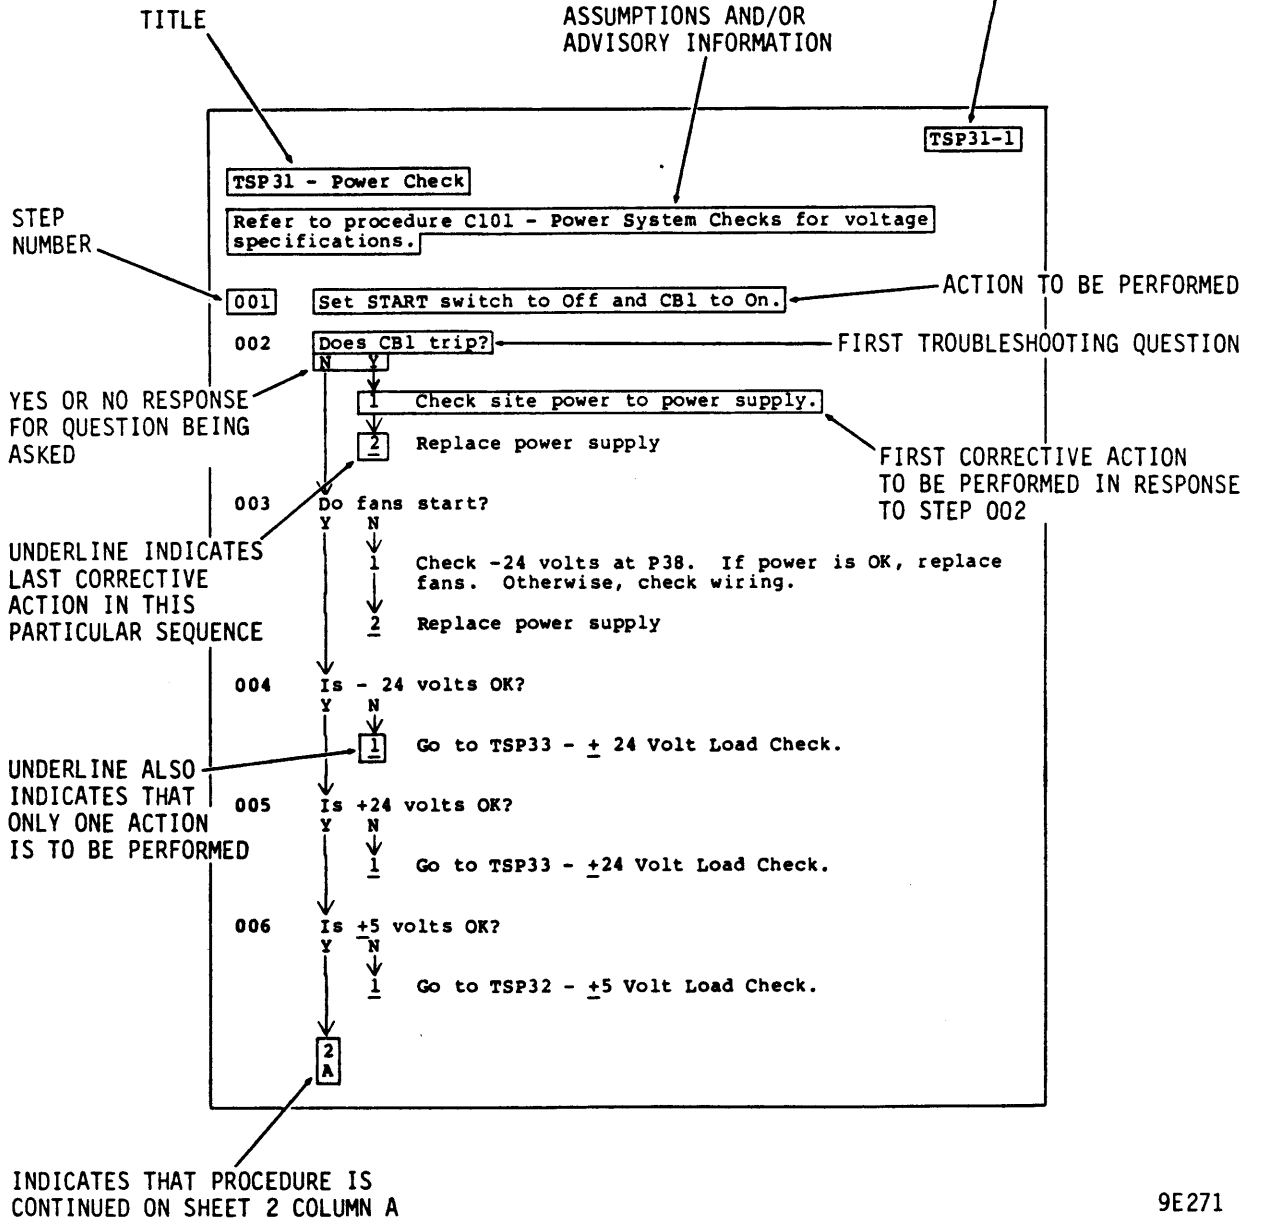 TITLE
ASSUMPTIONS AND/OR
ADVISORY INFORMATION
TSP31-1
TSP31 - Power Check
Refer to procedure C101 - Power System Checks for voltage
specifications.
STEP
NUMBER
001 Set START switch to Off and CB1 to On.
ACTION TO BE PERFORMED
002 Does CB1 trip?
N Y
FIRST TROUBLESHOOTING QUESTION
YES OR NO RESPONSE
FOR QUESTION BEING
ASKED
1 Check site power to power supply.
2 Replace power supply
FIRST CORRECTIVE ACTION
TO BE PERFORMED IN RESPONSE
TO STEP 002
003 Do fans start?
Y N
UNDERLINE INDICATES
LAST CORRECTIVE
ACTION IN THIS
PARTICULAR SEQUENCE
1 Check -24 volts at P38. If power is OK, replace
fans. Otherwise, check wiring.
2 Replace power supply
004 Is - 24 volts OK?
Y N
1 Go to TSP33 - ± 24 Volt Load Check.
UNDERLINE ALSO
INDICATES THAT
ONLY ONE ACTION
IS TO BE PERFORMED
005 Is +24 volts OK?
Y N
1 Go to TSP33 - ±24 Volt Load Check.
006 Is ±5 volts OK?
Y N
1 Go to TSP32 - ±5 Volt Load Check.
2
A
INDICATES THAT PROCEDURE IS
CONTINUED ON SHEET 2 COLUMN A
9E271